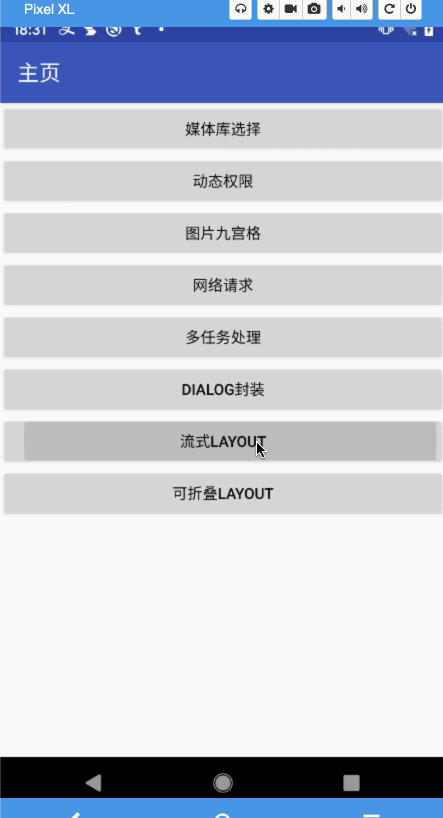 Pixel XL
18:31
主页
媒体库选择
动态权限
图片九宫格
网络请求
多任务处理
DIALOG封装
流式LAYOUT
可折叠LAYOUT